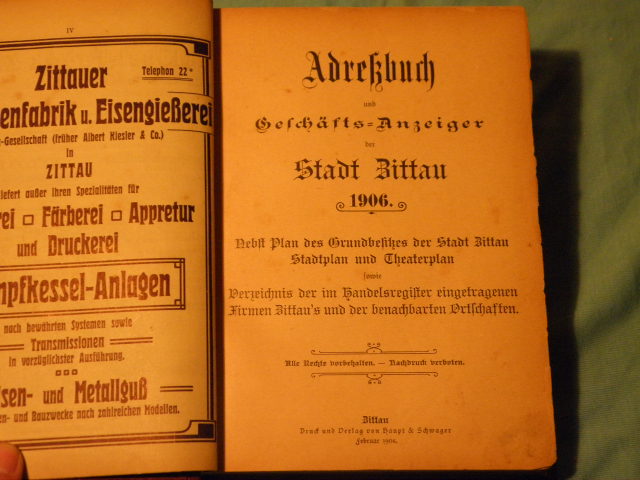 IV
Zittauer
Telephon 22
enfabrik u. Eisengießerei
-Gesellschaft (früher Albert Kiesler & Co.)
in
ZITTAU
liefert außer ihren Spezialitäten für
rei Färberei Appretur
und Druckerei
mpfkessel-Anlagen
nach bewährten Systemen sowie
Transmissionen
in vorzüglichster Ausführung.
sen- und Metallguß
en- und Bauzwecke nach zahlreichen Modellen.
Adreßbuch
und
Geschäfts-Anzeiger
der
Stadt Zittau
1906.
Nebst Plan des Grundbesitzes der Stadt Zittau
Stadtplan und Theaterplan
sowie
Verzeichnis der im Handelsregister eingetragenen
Firmen Zittau's und der benachbarten Ortschaften.
Alle Rechte vorbehalten. — Nachdruck verboten.
Zittau
Druck und Verlag von Haupt & Schwager
Februar 1906.